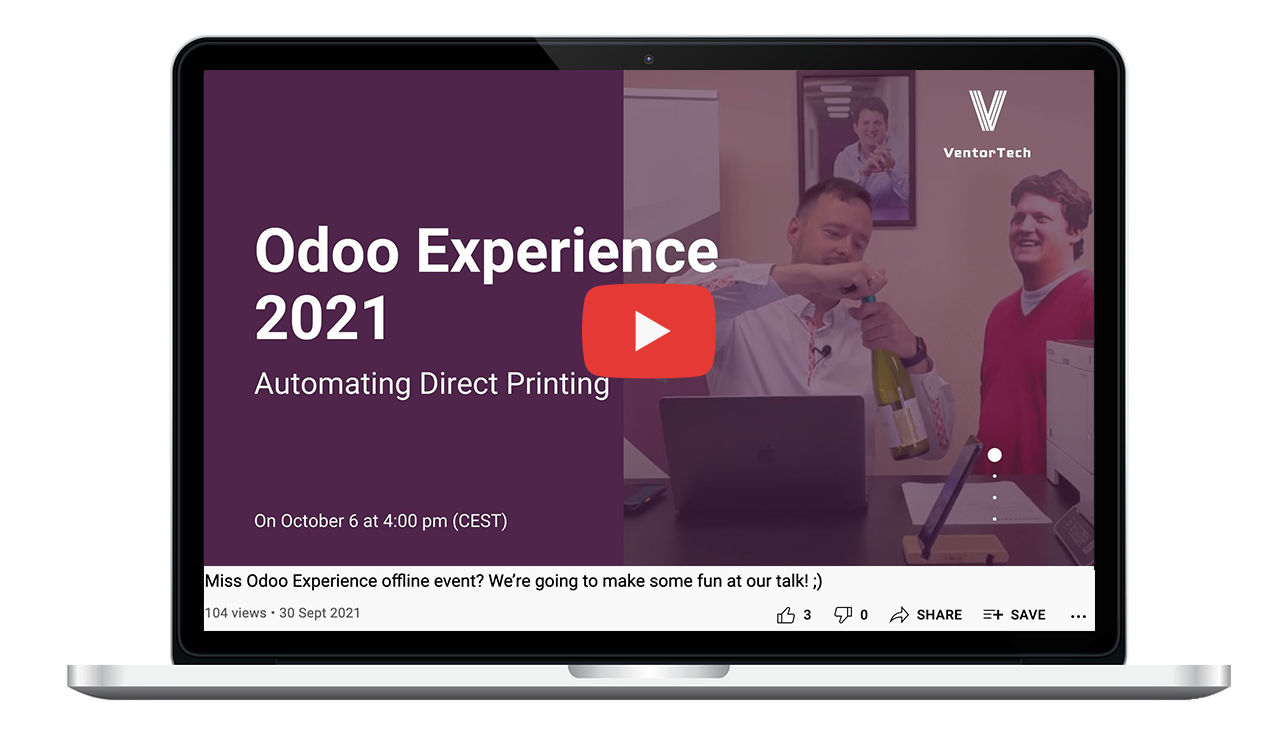 VentorTech
Odoo Experience
2021
Automating Direct Printing
On October 6 at 4:00 pm (CEST)
Miss Odoo Experience offline event? We’re going to make some fun at our talk! ;)
104 views • 30 Sept 2021
3
0
SHARE
SAVE